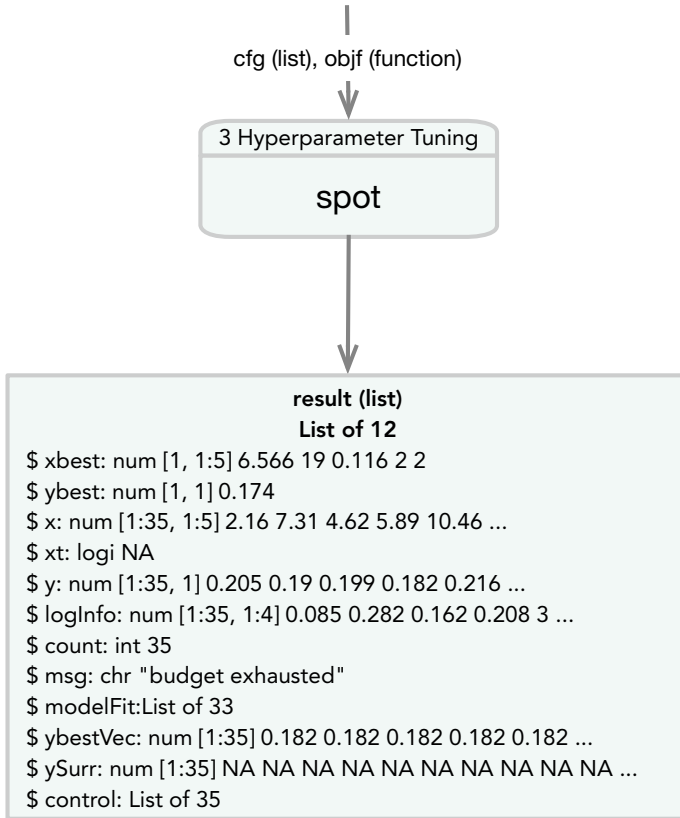 cfg (list), objf (function)
3 Hyperparameter Tuning
spot
result (list)
List of 12
$ xbest: num [1, 1:5] 6.566 19 0.116 2 2
$ ybest: num [1, 1] 0.174
$ x: num [1:35, 1:5] 2.16 7.31 4.62 5.89 10.46 ...
$ xt: logi NA
$ y: num [1:35, 1] 0.205 0.19 0.199 0.182 0.216 ...
$ logInfo: num [1:35, 1:4] 0.085 0.282 0.162 0.208 3 ...
$ count: int 35
$ msg: chr "budget exhausted"
$ modelFit:List of 33
$ ybestVec: num [1:35] 0.182 0.182 0.182 0.182 0.182 ...
$ ySurr: num [1:35] NA NA NA NA NA NA NA NA NA NA ...
$ control: List of 35